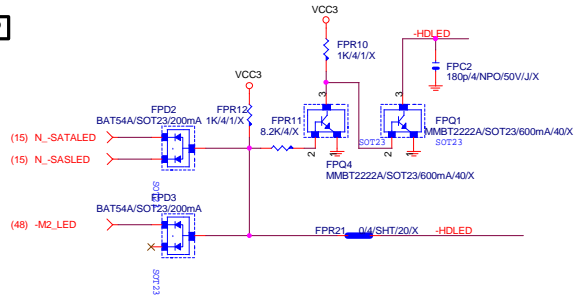 VCC3
FPR10
1K/4/1/X
-HDLED
FPC2
180p/4/NPO/50V/J/X
VCC3
FPD2
BAT54A/SOT23/200mA
FPR12
1K/4/1/X
FPR11
8.2K/4/X
3
3
FPQ1
MMBT2222A/SOT23/600mA/40/X
SOT23
SOT23
2
1
2
1
FPQ4
MMBT2222A/SOT23/600mA/40/X
(15) N_-SATALED
(15) N_-SASLED
FPD3
BAT54A/SOT23/200mA
(48) -M2_LED
FPR21
0/4/SHT/20/X
-HDLED
SOT23